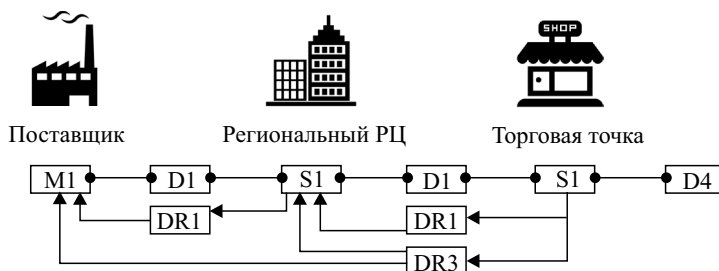 SHOP
Поставщик
Региональный РЦ
Торговая точка
M1 D1 S1 D1 S1 D4
DR1 DR1
DR3